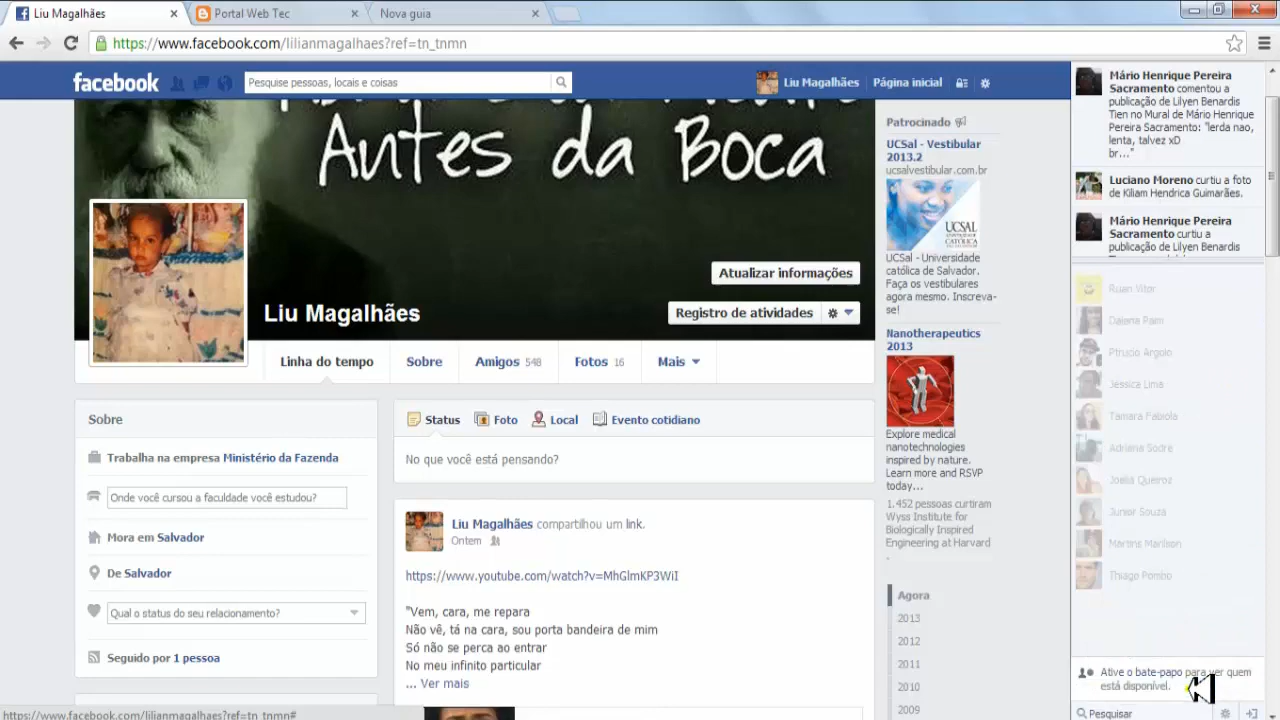 Liu Magalhães
Portal Web Tec
Nova guia
https://www.facebook.com/lilianmagalhaes?ref=tn_tnmn
facebook
Pesquise pessoas, locais e coisas
Liu Magalhães
Página inicial
Antes da Boca
Atualizar informações
Liu Magalhães
Registro de atividades
Linha do tempo
Sobre
Amigos 548
Fotos 16
Mais
Sobre
Trabalha na empresa Ministério da Fazenda
Onde você cursou a faculdade você estudou?
Mora em Salvador
De Salvador
Qual o status do seu relacionamento?
Seguido por 1 pessoa
Status
Foto
Local
Evento cotidiano
No que você está pensando?
Liu Magalhães compartilhou um link.
Ontem
https://www.youtube.com/watch?v=MhGlmKP3WiI
"Vem, cara, me repara
Não vê, tá na cara, sou porta bandeira de mim
Só não se perca ao entrar
No meu infinito particular
... Ver mais
Patrocinado
UCSal - Vestibular
2013.2
ucsalvestibular.com.br
UCSAL
UCSal - Universidade
católica de Salvador.
Faça os vestibulares
agora mesmo. Inscreva-
se!
Nanotherapeutics
2013
Explore medical
nanotechnologies
inspired by nature.
Learn more and RSVP
today...
1.452 pessoas curtiram
Wyss Institute for
Biologically Inspired
Engineering at Harvard
.
Agora
2013
2012
2011
2010
2009
Mário Henrique Pereira
Sacramento comentou a
publicação de Lilyen Benardis
Tien no Mural de Mário Henrique
Pereira Sacramento: "lerda nao,
lenta, talvez xD
br..."
Luciano Moreno curtiu a foto
de Kiliam Hendrica Guimarães.
Mário Henrique Pereira
Sacramento curtiu a
publicação de Lilyen Benardis
Ruan Vitor
Daiana Paim
Priucio Argolo
Jessica Lima
Tamara Fabiola
Adriana Sodré
Joelia Queiroz
Junior Souza
Martins Marilson
Thiago Pombo
Ative o bate-papo para ver quem
está disponível.
Pesquisar
https://www.facebook.com/lilianmagalhaes?ref=tn_tnmn#